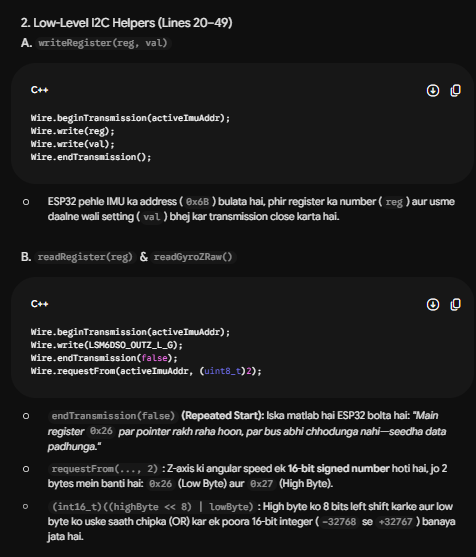 2. Low-Level I2C Helpers (Lines 20–49)
A. writeRegister(reg, val)
C++
Wire.beginTransmission(activeImuAddr);
Wire.write(reg);
Wire.write(val);
Wire.endTransmission();
ESP32 pehle IMU ka address ( 0x6B ) bulata hai, phir register ka number ( reg ) aur usme
daalne wali setting ( val ) bhej kar transmission close karta hai.
B. readRegister(reg) & readGyroZRaw()
C++
Wire.beginTransmission(activeImuAddr);
Wire.write(LSM6DSO_OUTZ_L_G);
Wire.endTransmission(false);
Wire.requestFrom(activeImuAddr, (uint8_t)2);
endTransmission(false) (Repeated Start): Iska matlab hai ESP32 bolta hai: "Main
register 0x26 par pointer rakh raha hoon, par bus abhi chhodunga nahi—seedha data
padhunga."
requestFrom(..., 2) : Z-axis ki angular speed ek 16-bit signed number hoti hai, jo 2
bytes mein banti hai: 0x26 (Low Byte) aur 0x27 (High Byte).
(int16_t)((highByte << 8) | lowByte) : High byte ko 8 bits left shift karke aur low
byte ko uske saath chipka (OR) kar ek poora 16-bit integer ( -32768 se +32767 ) banaya
jata hai.